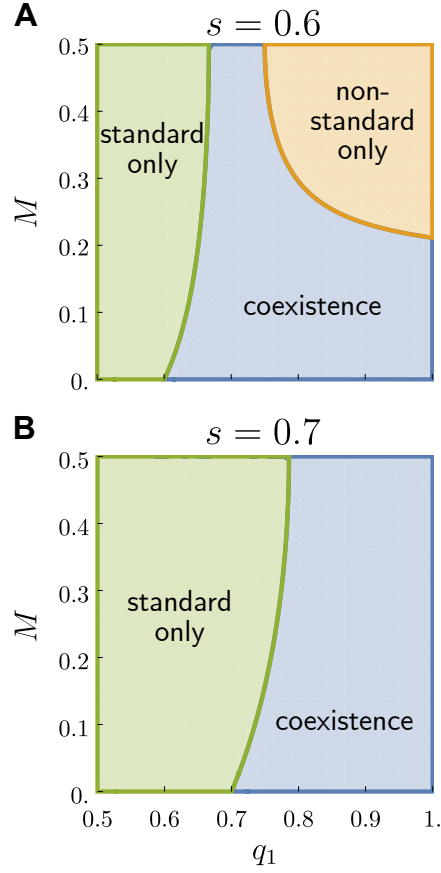 A
s = 0.6
0.5
0.4
0.3
0.2
0.1
0.
M
standard
only
non-
standard
only
coexistence
B
s = 0.7
0.5
0.4
0.3
0.2
0.1
0.
M
standard
only
coexistence
0.5 0.6 0.7 0.8 0.9 1.
q₁